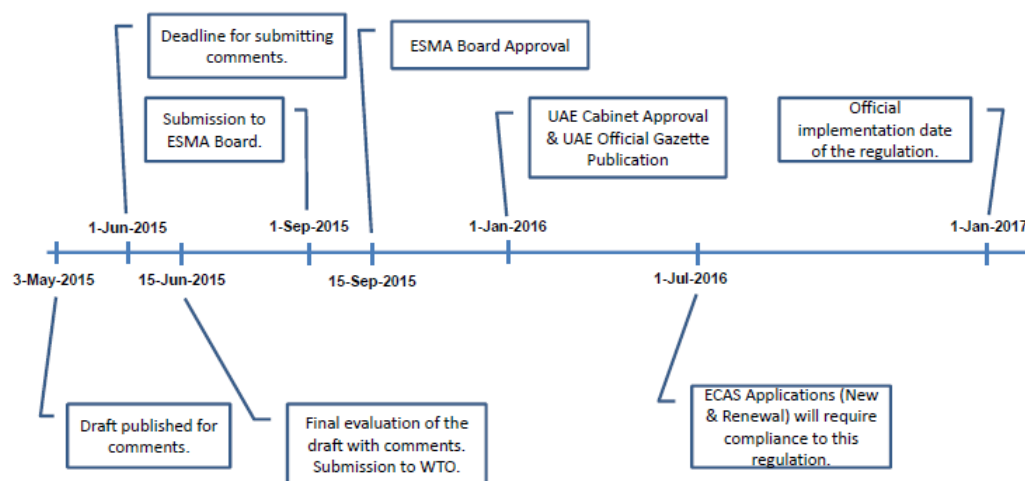 Deadline for submitting
comments.
ESMA Board Approval
Submission to
ESMA Board.
UAE Cabinet Approval
& UAE Official Gazette
Publication
Official
implementation date
of the regulation.
1-Jun-2015
1-Sep-2015
1-Jan-2016
1-Jan-2017
3-May-2015
15-Jun-2015
15-Sep-2015
1-Jul-2016
Draft published for
comments.
Final evaluation of the
draft with comments.
Submission to WTO.
ECAS Applications (New
& Renewal) will require
compliance to this
regulation.